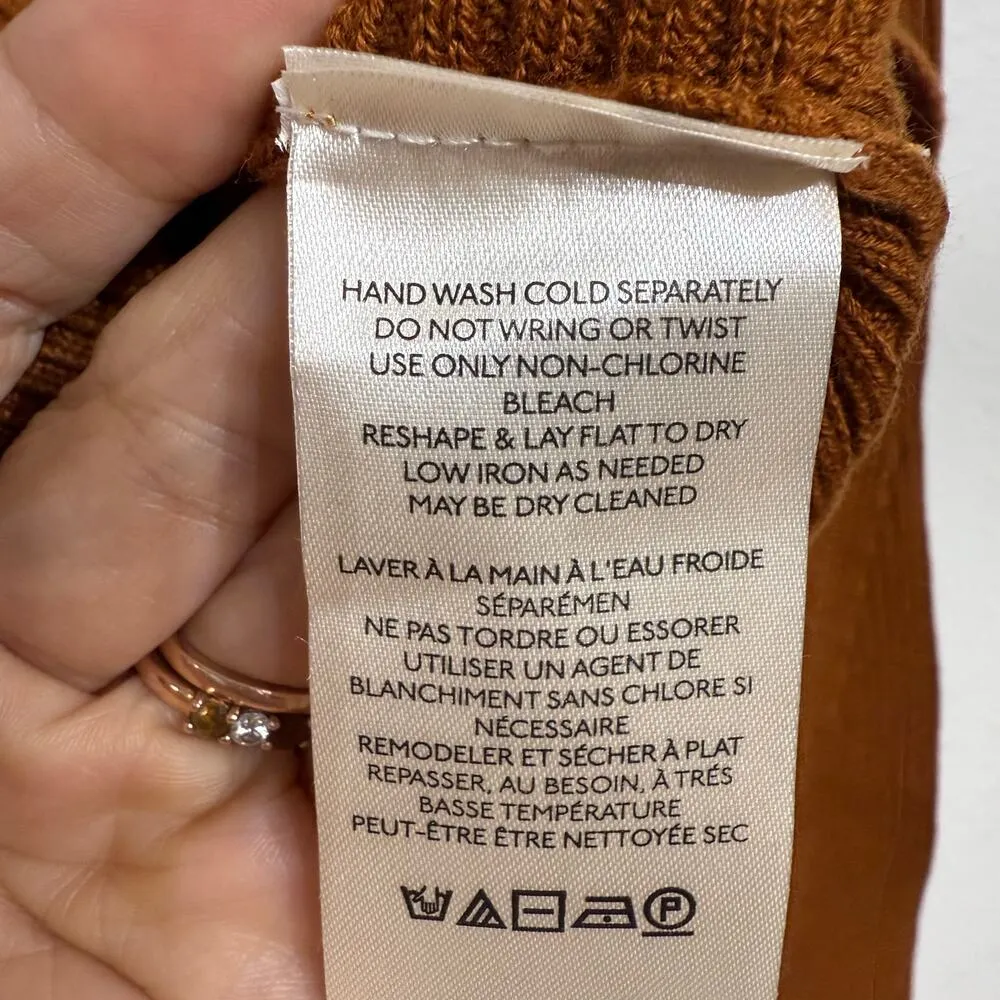 HAND WASH COLD SEPARATELY
DO NOT WRING OR TWIST
USE ONLY NON-CHLORINE
BLEACH
RESHAPE & LAY FLAT TO DRY
LOW IRON AS NEEDED
MAY BE DRY CLEANED
LAVER À LA MAIN À L'EAU FROIDE
SÉPARÉMEN
NE PAS TORDRE OU ESSORER
UTILISER UN AGENT DE
BLANCHIMENT SANS CHLORE SI
NÉCESSAIRE
REMODELER ET SÉCHER À PLAT
REPASSER, AU BESOIN, À TRÉS
BASSE TEMPÉRATURE
PEUT-ÊTRE ÊTRE NETTOYÉE SEC
P